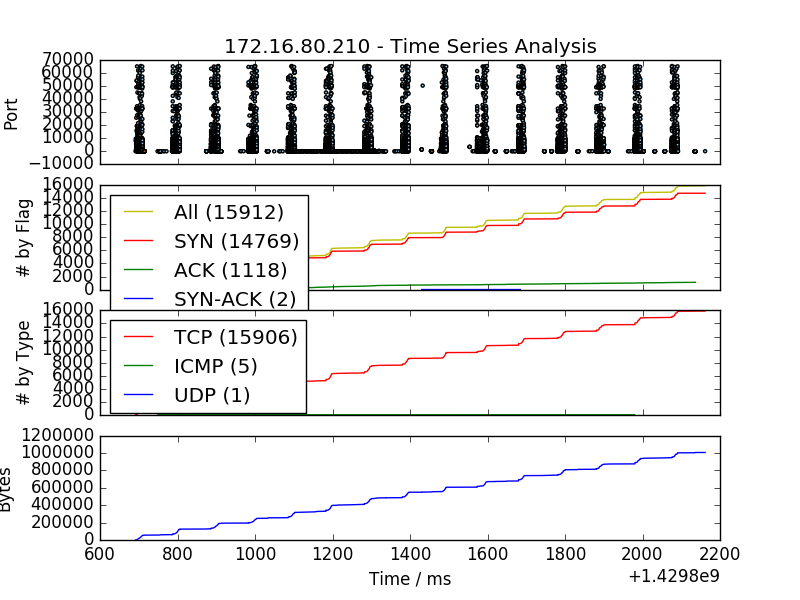 172.16.80.210 - Time Series Analysis
70000
60000
50000
40000
30000
20000
10000
0
−10000
Port
16000
14000
12000
10000
8000
6000
4000
2000
0
# by Flag
All (15912)
SYN (14769)
ACK (1118)
SYN-ACK (2)
16000
14000
12000
10000
8000
6000
4000
2000
0
# by Type
TCP (15906)
ICMP (5)
UDP (1)
1200000
1000000
800000
600000
400000
200000
0
Bytes
600 800 1000 1200 1400 1600 1800 2000 2200
Time / ms
+1.4298e9